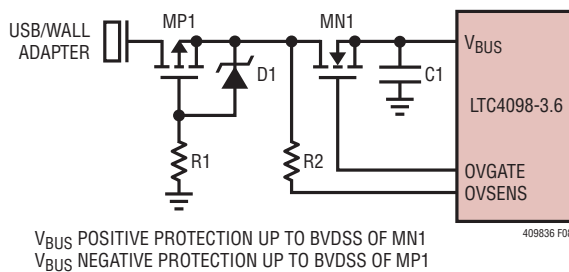 USB/WALL
ADAPTER
MP1
MN1
D1
C1
R1
R2
VBUS
LTC4098-3.6
OVGATE
OVSENS
409836 F08
VBUS POSITIVE PROTECTION UP TO BVDSS OF MN1
VBUS NEGATIVE PROTECTION UP TO BVDSS OF MP1